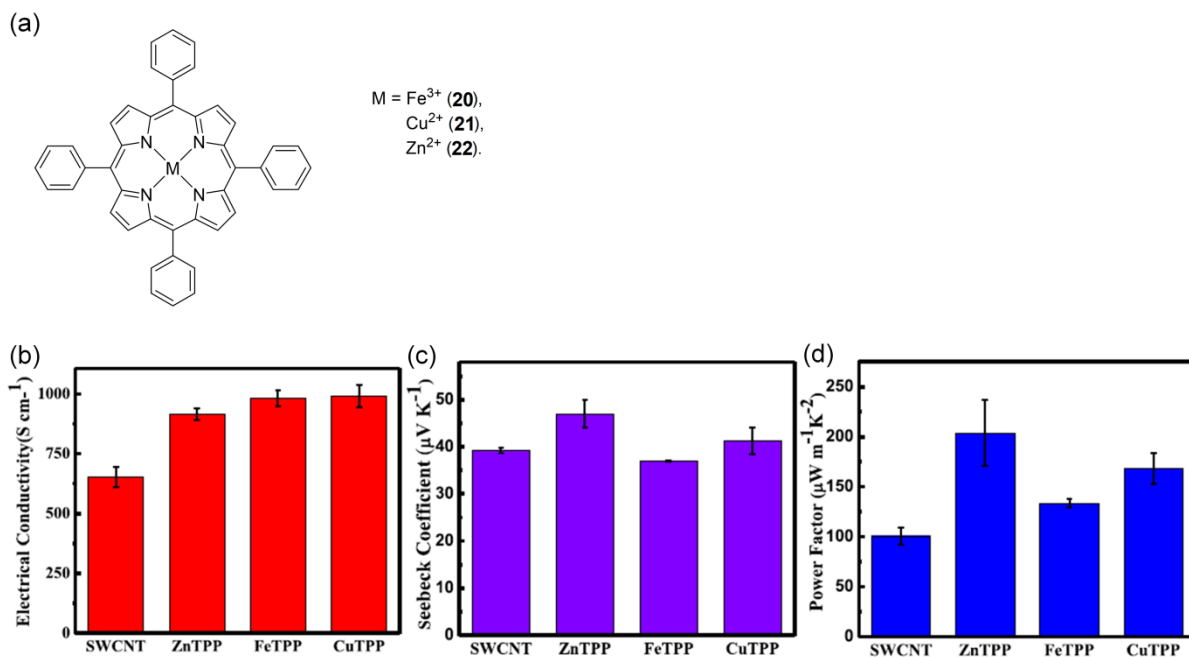 (a)
N
N
M
N
N
M = Fe³⁺ (20),
Cu²⁺ (21),
Zn²⁺ (22).
(b)
Electrical Conductivity(S cm-¹)
1000
750
500
250
0
SWCNT ZnTPP FeTPP CuTPP
(c)
Seebeck Coefficient (μV K⁻¹)
50
40
30
20
10
0
SWCNT ZnTPP FeTPP CuTPP
(d)
Power Factor (μW m⁻¹K⁻²)
250
200
150
100
50
0
SWCNT ZnTPP FeTPP CuTPP